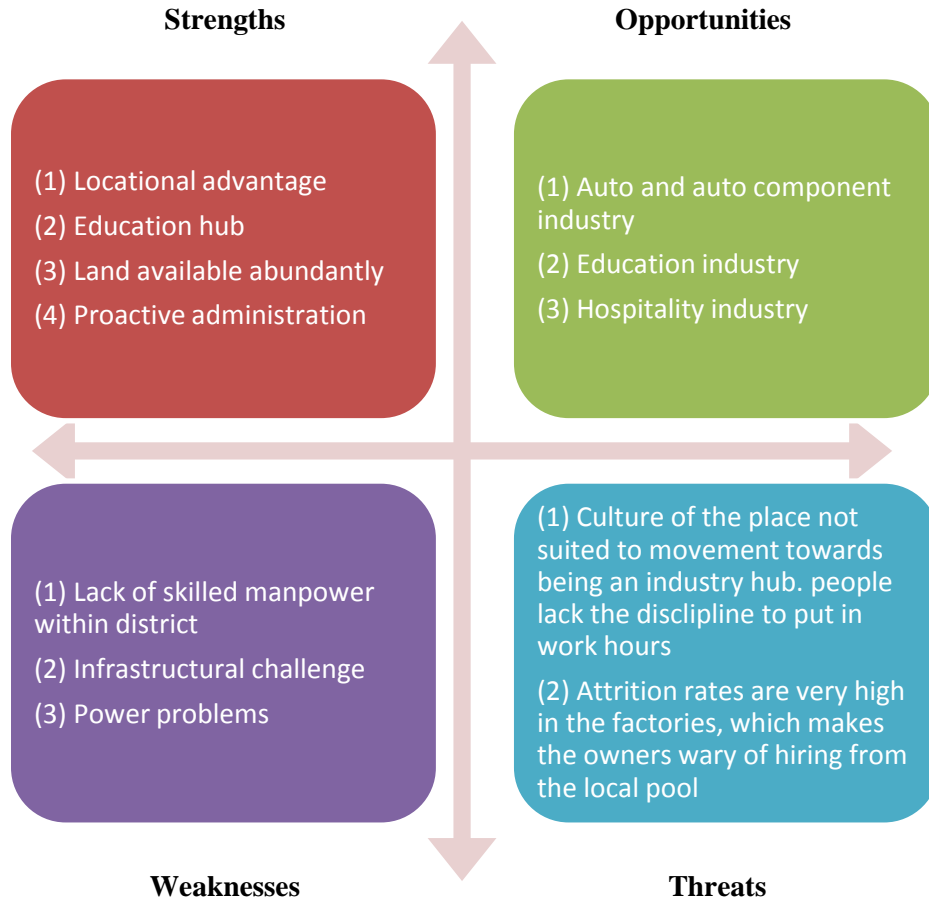 Strengths
Opportunities
(1) Locational advantage
(2) Education hub
(3) Land available abundantly
(4) Proactive administration
(1) Auto and auto component
industry
(2) Education industry
(3) Hospitality industry
(1) Lack of skilled manpower
within district
(2) Infrastructural challenge
(3) Power problems
(1) Culture of the place not
suited to movement towards
being an industry hub. people
lack the disclipline to put in
work hours
(2) Attrition rates are very high
in the factories, which makes
the owners wary of hiring from
the local pool
Weaknesses
Threats